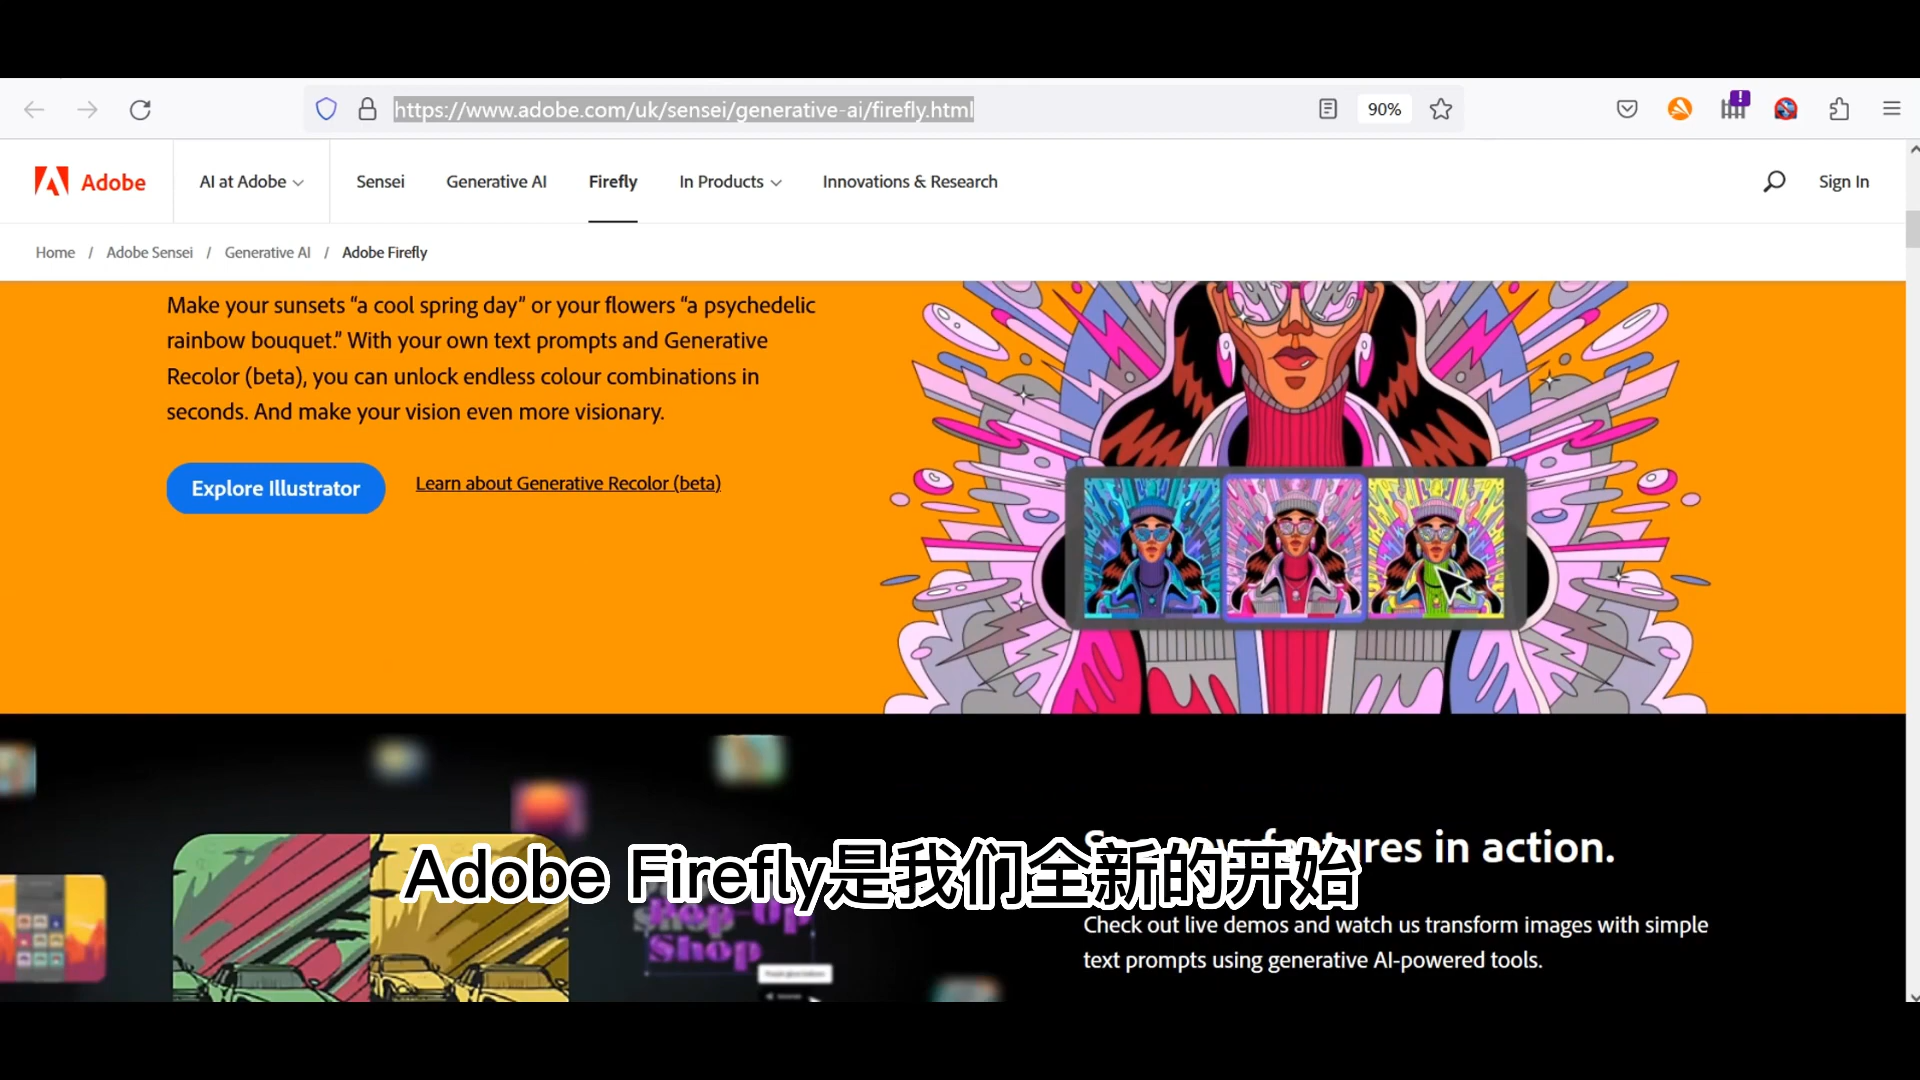 https://www.adobe.com/uk/sensei/generative-ai/firefly.html
90%
Adobe
AI at Adobe
Sensei
Generative AI
Firefly
In Products
Innovations & Research
Sign In
Home / Adobe Sensei / Generative AI / Adobe Firefly
Make your sunsets “a cool spring day” or your flowers “a psychedelic
rainbow bouquet.” With your own text prompts and Generative
Recolor (beta), you can unlock endless colour combinations in
seconds. And make your vision even more visionary.
Explore Illustrator
Learn about Generative Recolor (beta)
features in action.
Adobe Firefly是我们全新的开始
Pop-Up
Shop
Check out live demos and watch us transform images with simple
text prompts using generative AI-powered tools.